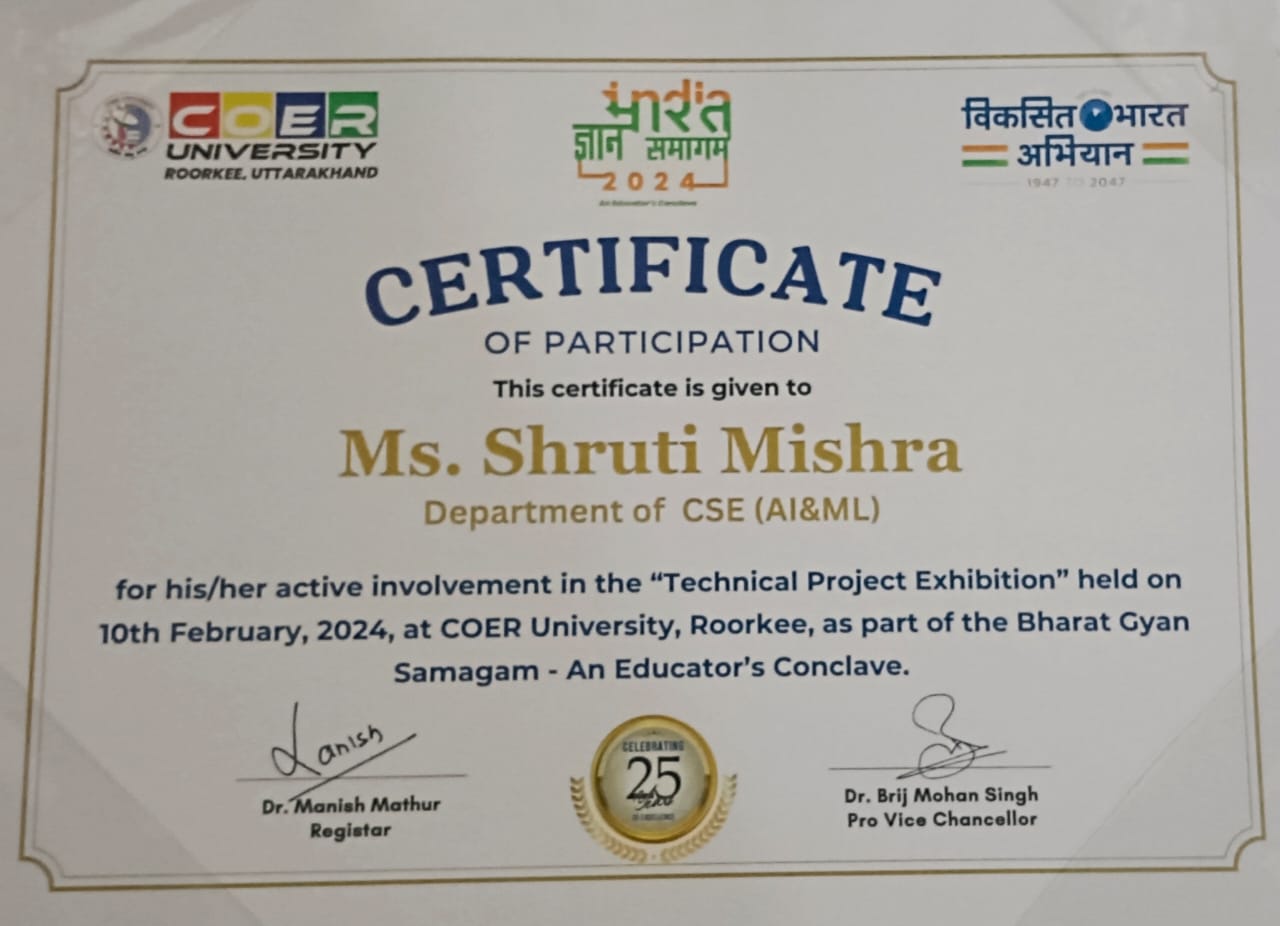 COER
UNIVERSITY
ROORKEE, UTTARAKHAND
india
भारत
ज्ञान समागम
2024
An Educator's Conclave
विकसित भारत
अभियान
1947 TO 2047
CERTIFICATE
OF PARTICIPATION
This certificate is given to
Ms. Shruti Mishra
Department of CSE (AI&ML)
for his/her active involvement in the “Technical Project Exhibition” held on
10th February, 2024, at COER University, Roorkee, as part of the Bharat Gyan
Samagam - An Educator’s Conclave.
Manish
Dr. Manish Mathur
Registar
CELEBRATING
25
Years
OF EXCELLENCE
Dr. Brij Mohan Singh
Pro Vice Chancellor